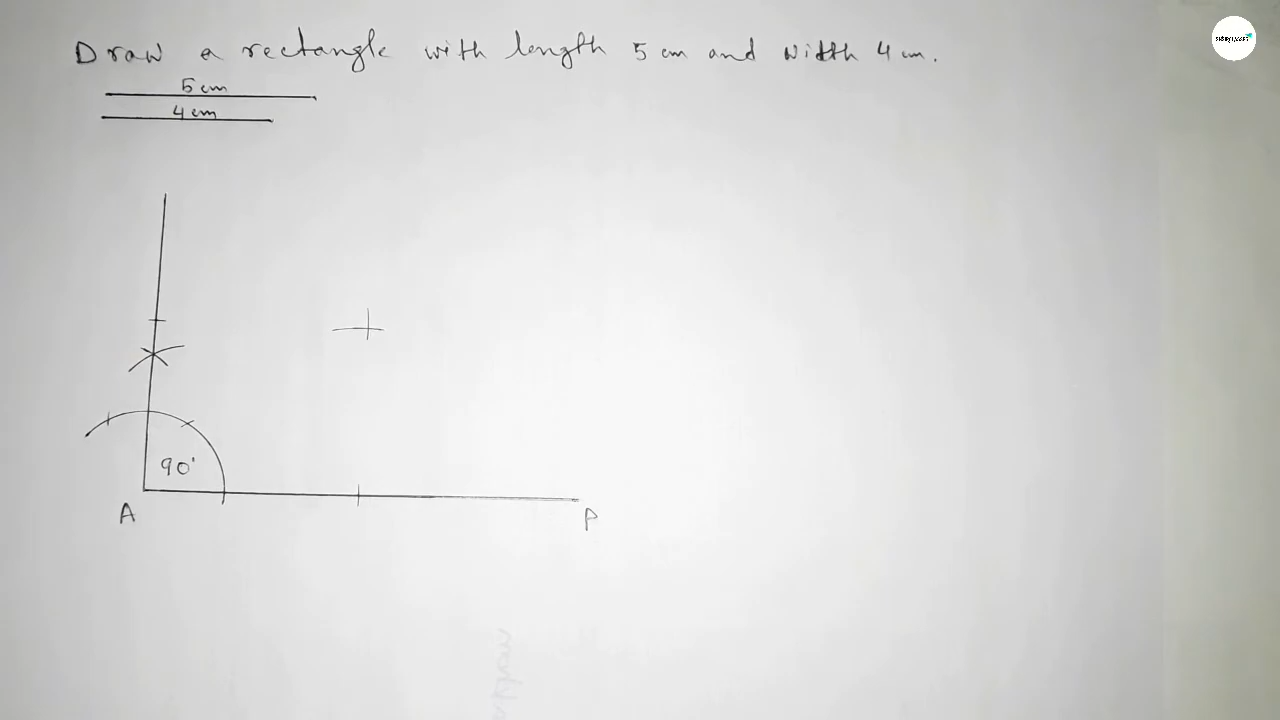 Draw a rectangle with length 5 cm and width 4 cm.
5 cm
4 cm
90°
A
P